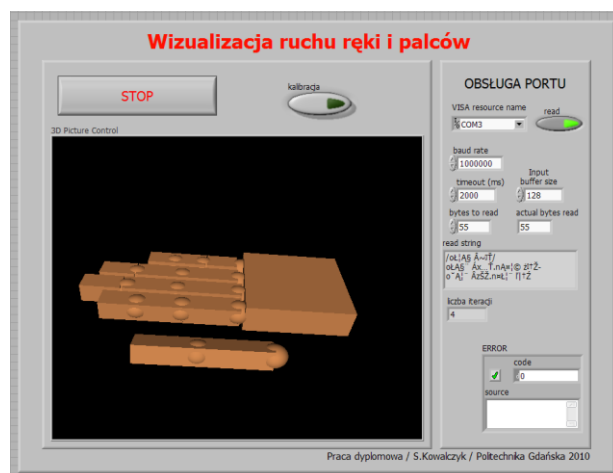 Wizualizacja ruchu ręki i palców
STOP
kalibracja
3D Picture Control
OBSŁUGA PORTU
VISA resource name
read
COM3
baud rate
1000000
timeout (ms)
Input
buffer size
2000
128
bytes to read
actual bytes read
55
55
read string
liczba iteracji
4
ERROR
code
0
source
Praca dyplomowa / S.Kowalczyk / Politechnika Gdańska 2010